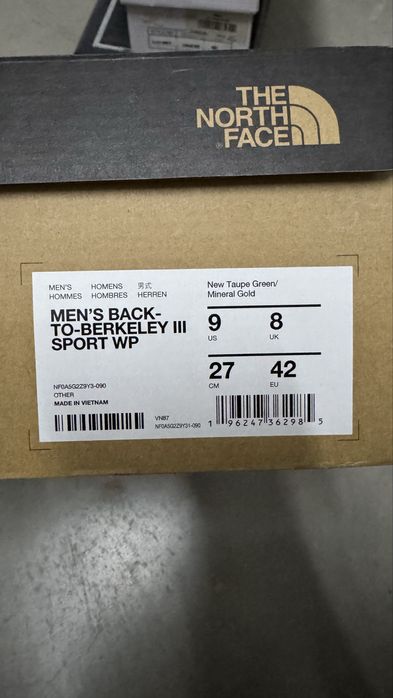 THE
NORTH
FACE
MEN'S HOMENS 男式
HOMMES HOMBRES HERREN
MEN'S BACK-
TO-BERKELEY III
SPORT WP
NF0A5G2Z9Y3-090
OTHER
MADE IN VIETNAM
VN87
NF0A5G2Z9Y31-090
New Taupe Green/
Mineral Gold
9 8
US UK
27 42
CM EU
1 96247 36298 5